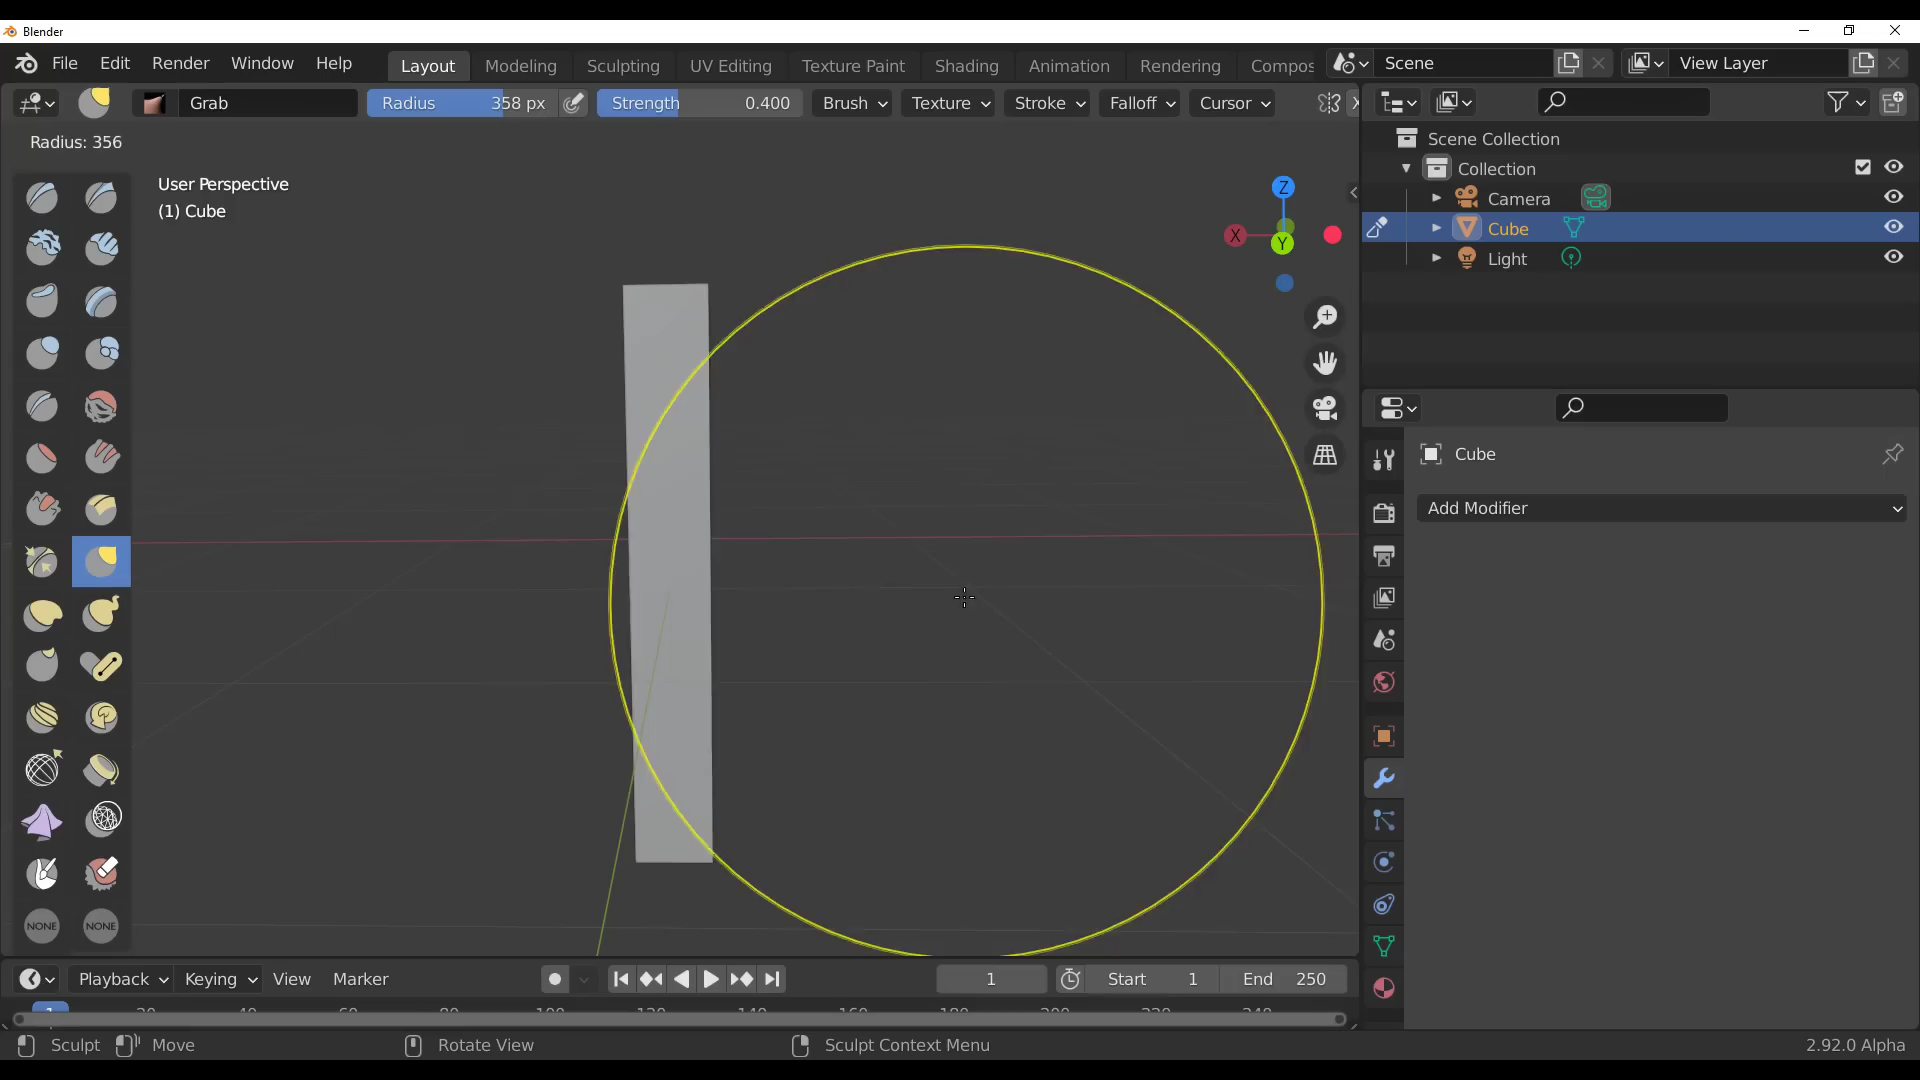 Blender
File Edit Render Window Help Layout Modeling Sculpting UV Editing Texture Paint Shading Animation Rendering Compos Scene View Layer
Grab Radius 358 px Strength 0.400 Brush Texture Stroke Falloff Cursor X
Radius: 356
User Perspective
(1) Cube
Z
X
Y
NONE NONE
Scene Collection
Collection
Camera
Cube
Light
Cube
Add Modifier
Playback Keying View Marker 1 Start 1 End 250
1 20 40 60 80 100 120 140 160 180 200 220 240
Sculpt Move Rotate View Sculpt Context Menu 2.92.0 Alpha